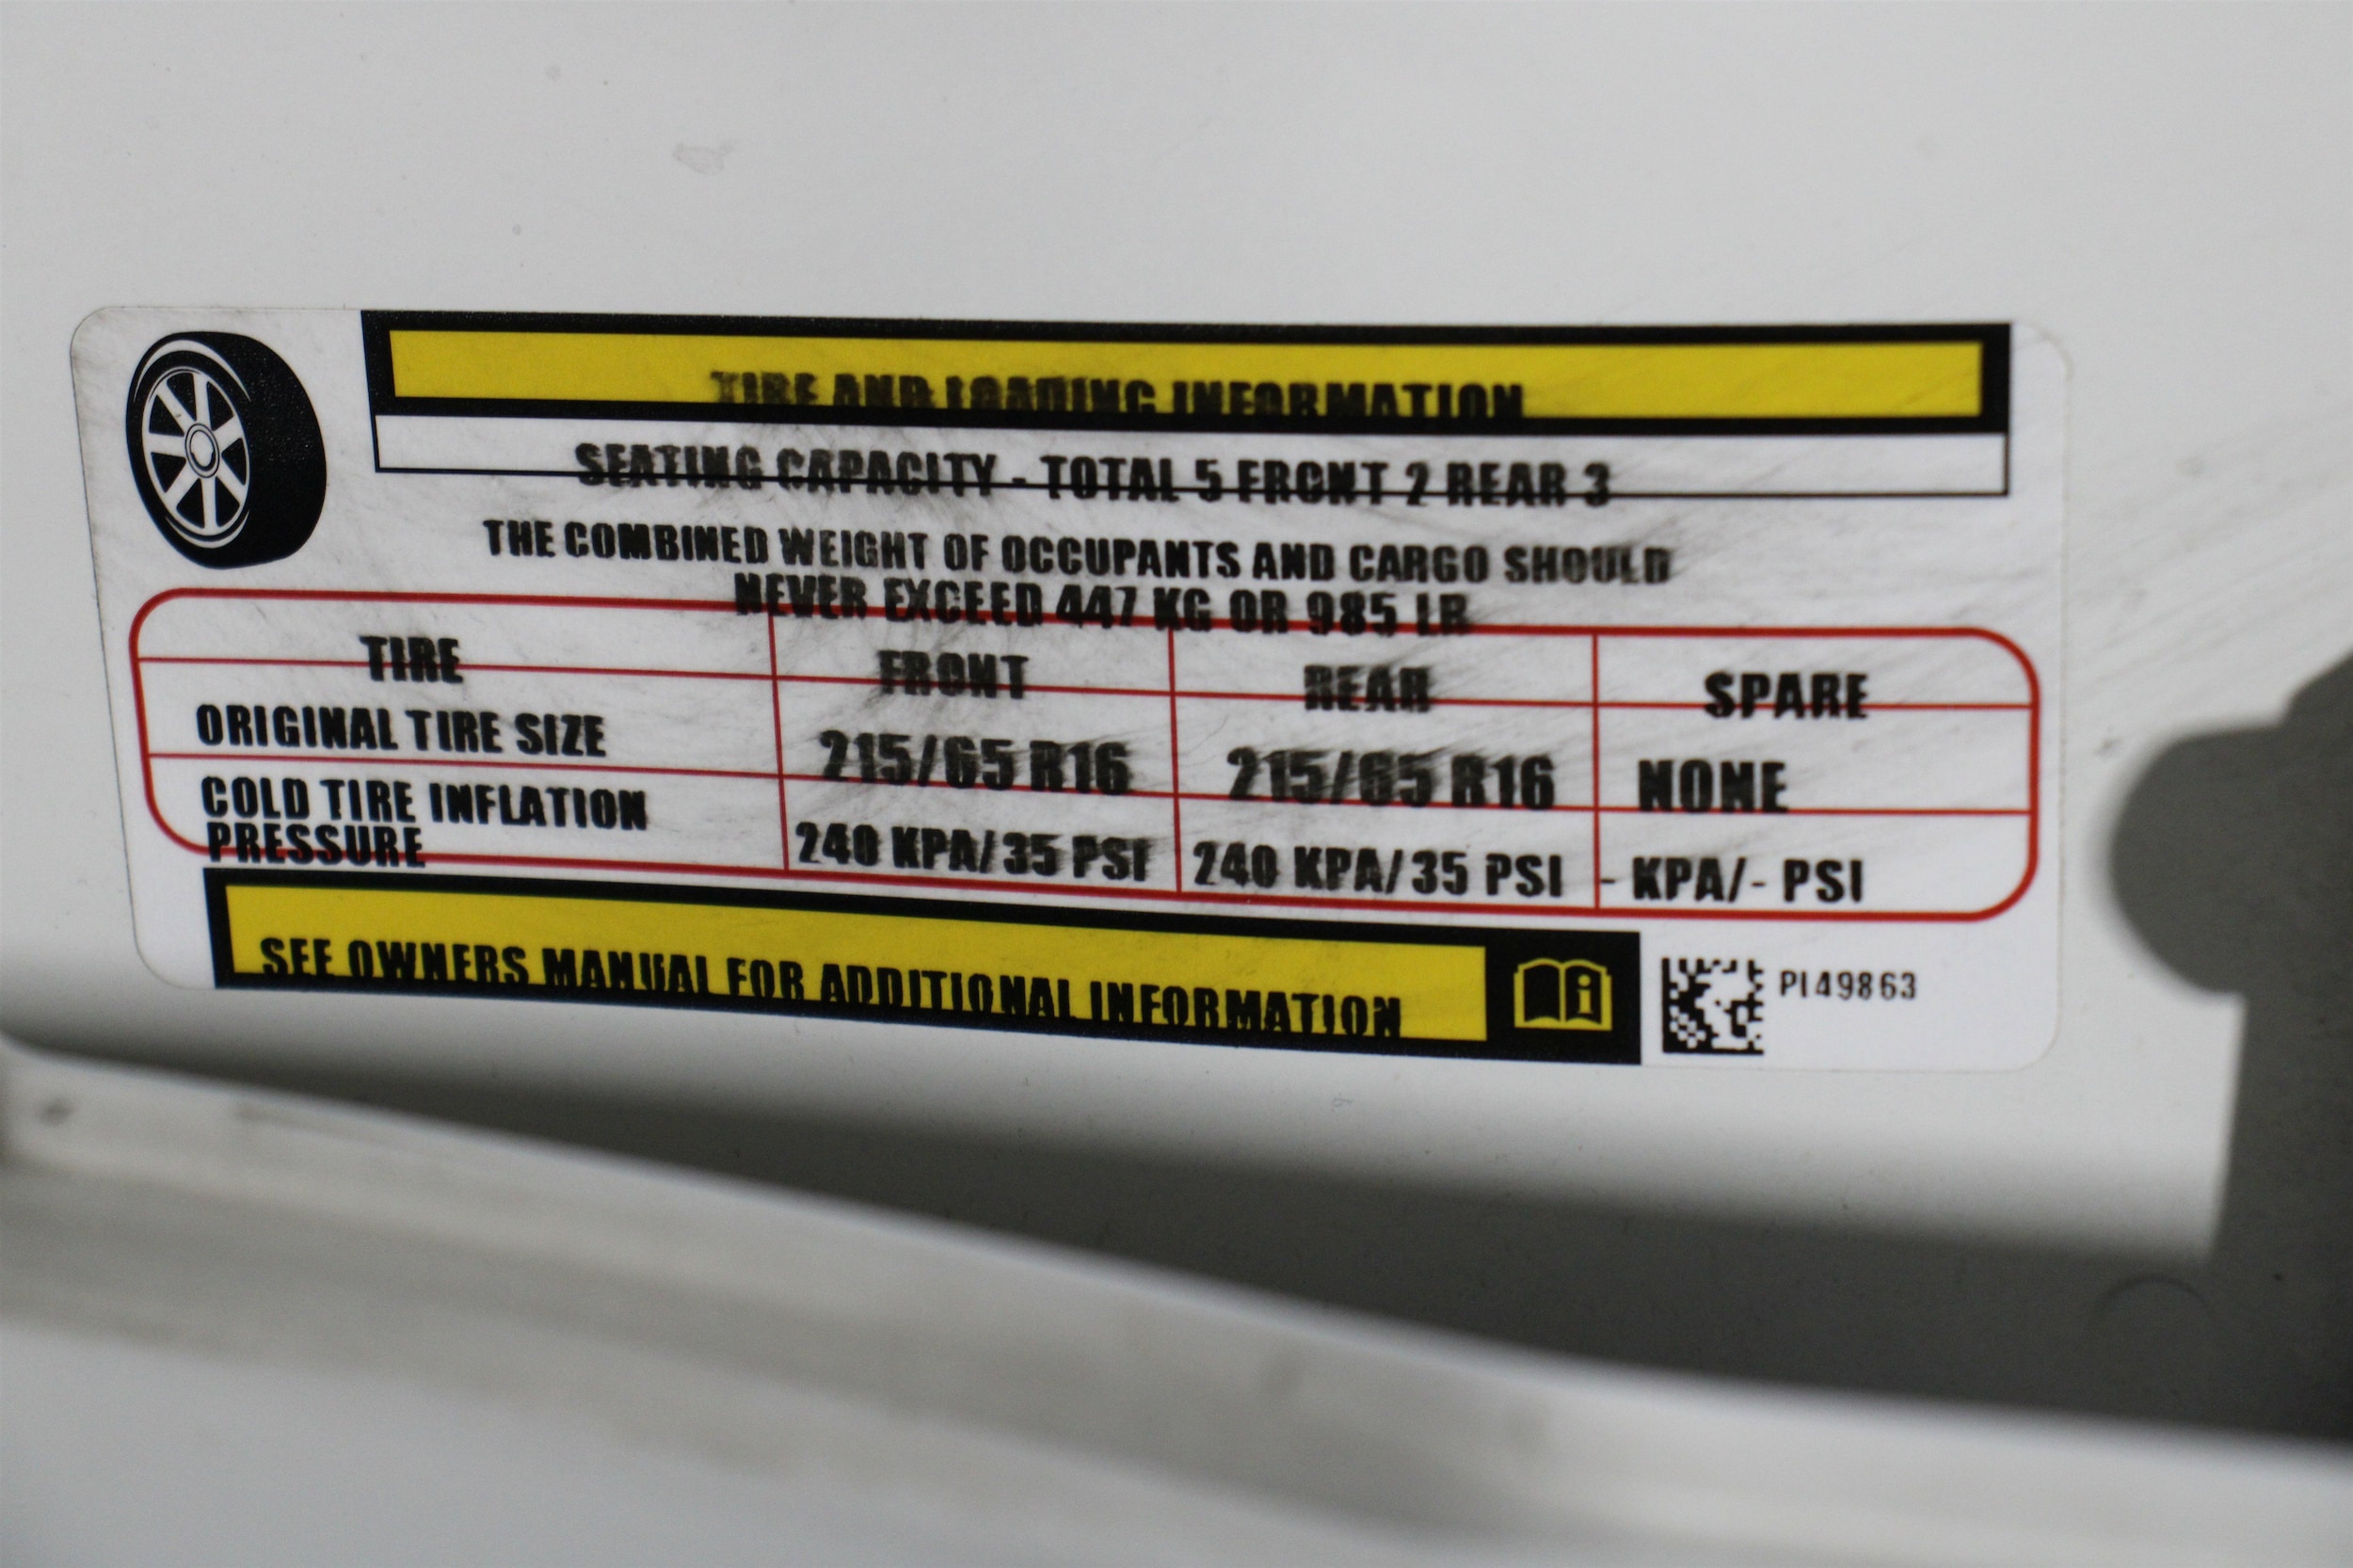 TIRE AND LOADING INFORMATION
SEATING CAPACITY - TOTAL 5 FRONT 2 REAR 3
THE COMBINED WEIGHT OF OCCUPANTS AND CARGO SHOULD
NEVER EXCEED 447 KG OR 985 LB
TIRE FRONT REAR SPARE
ORIGINAL TIRE SIZE 215/65 R16 215/65 R16 NONE
COLD TIRE INFLATION
PRESSURE 240 KPA/35 PSI 240 KPA/35 PSI - KPA/- PSI
SEE OWNERS MANUAL FOR ADDITIONAL INFORMATION
PI49863